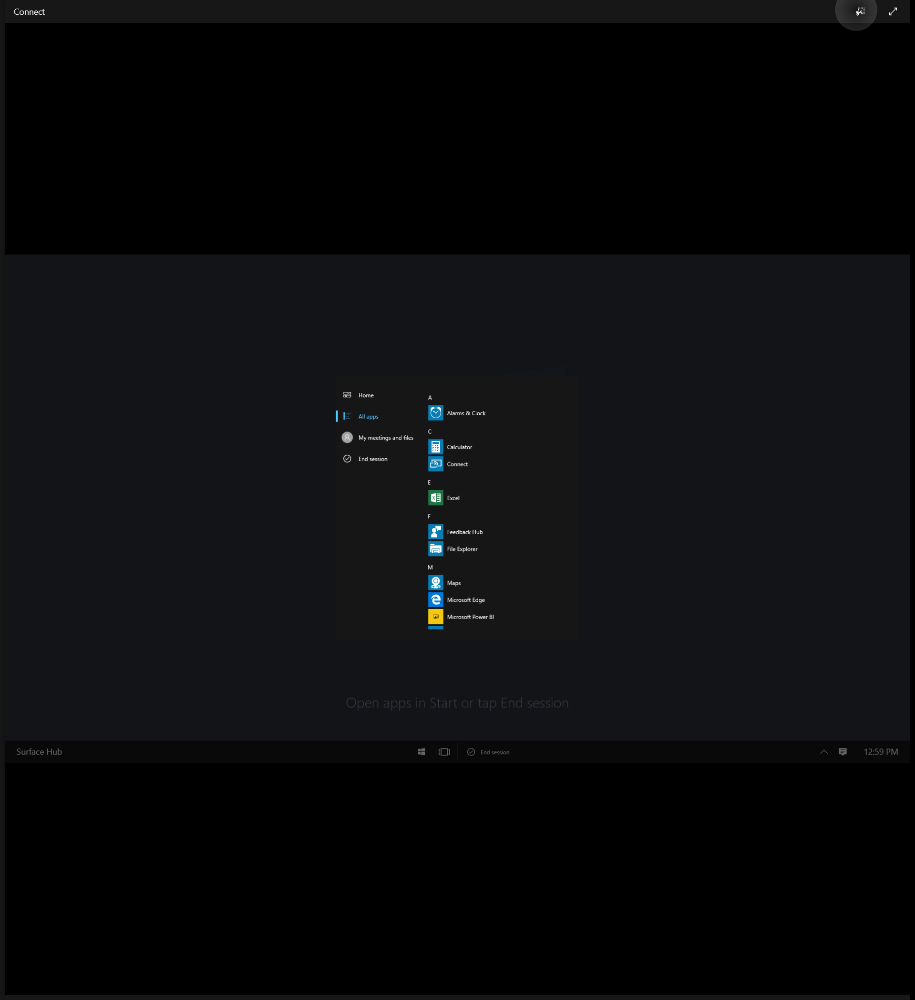 Connect
Home
All apps
My meetings and files
End session
A
Alarms & Clock
C
Calculator
Connect
E
Excel
F
Feedback Hub
File Explorer
M
Maps
Microsoft Edge
Microsoft Power BI
Open apps in Start or tap End session
Surface Hub
End session
12:59 PM